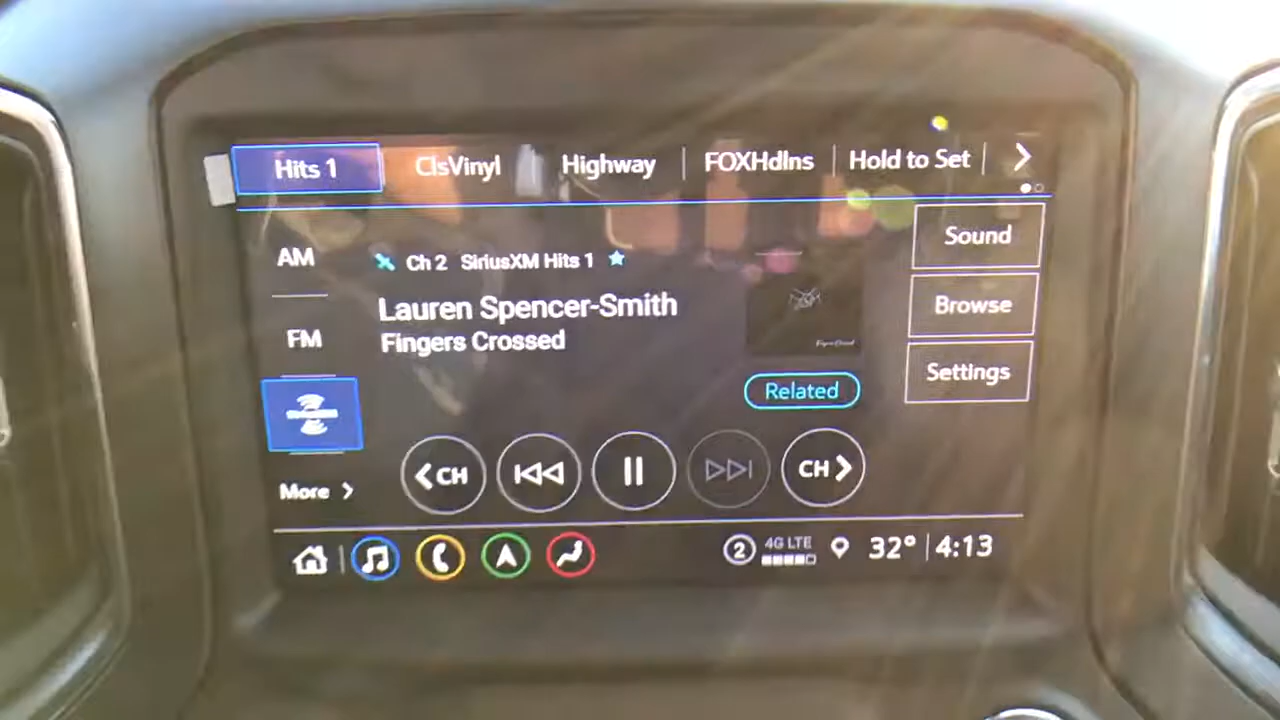 Hits 1 ClsVinyl Highway FOXHdlns Hold to Set
AM
FM
More
Ch 2 SiriusXM Hits 1
Lauren Spencer-Smith
Fingers Crossed
Related
Sound
Browse
Settings
CH
CH
2 4G LTE 32° 4:13